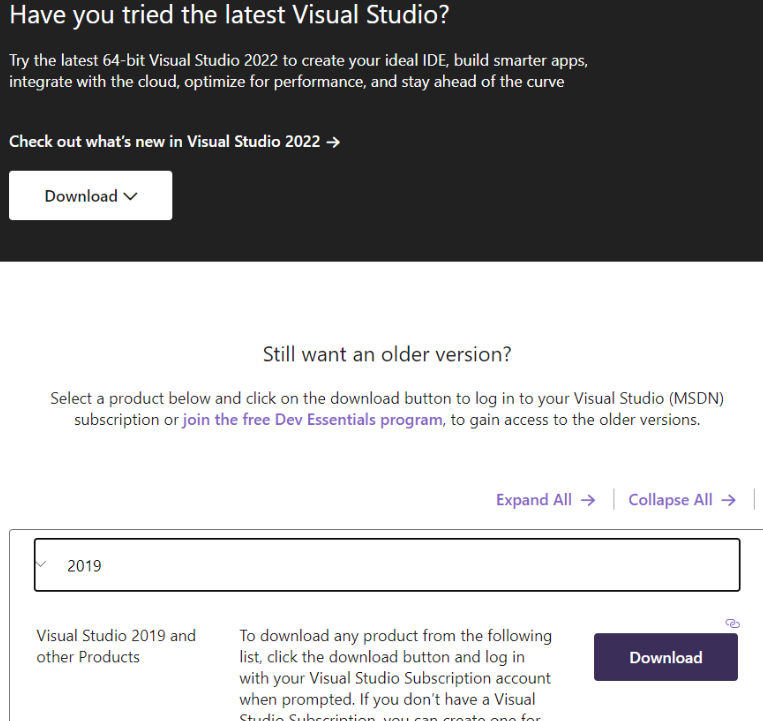 Have you tried the latest Visual Studio?
Try the latest 64-bit Visual Studio 2022 to create your ideal IDE, build smarter apps,
integrate with the cloud, optimize for performance, and stay ahead of the curve
Check out what's new in Visual Studio 2022 →
Download
Still want an older version?
Select a product below and click on the download button to log in to your Visual Studio (MSDN)
subscription or join the free Dev Essentials program, to gain access to the older versions.
Expand All → | Collapse All → |
2019
Visual Studio 2019 and
other Products
To download any product from the following
list, click the download button and log in
with your Visual Studio Subscription account
when prompted. If you don't have a Visual
Studio Subscription, you can create one for
Download